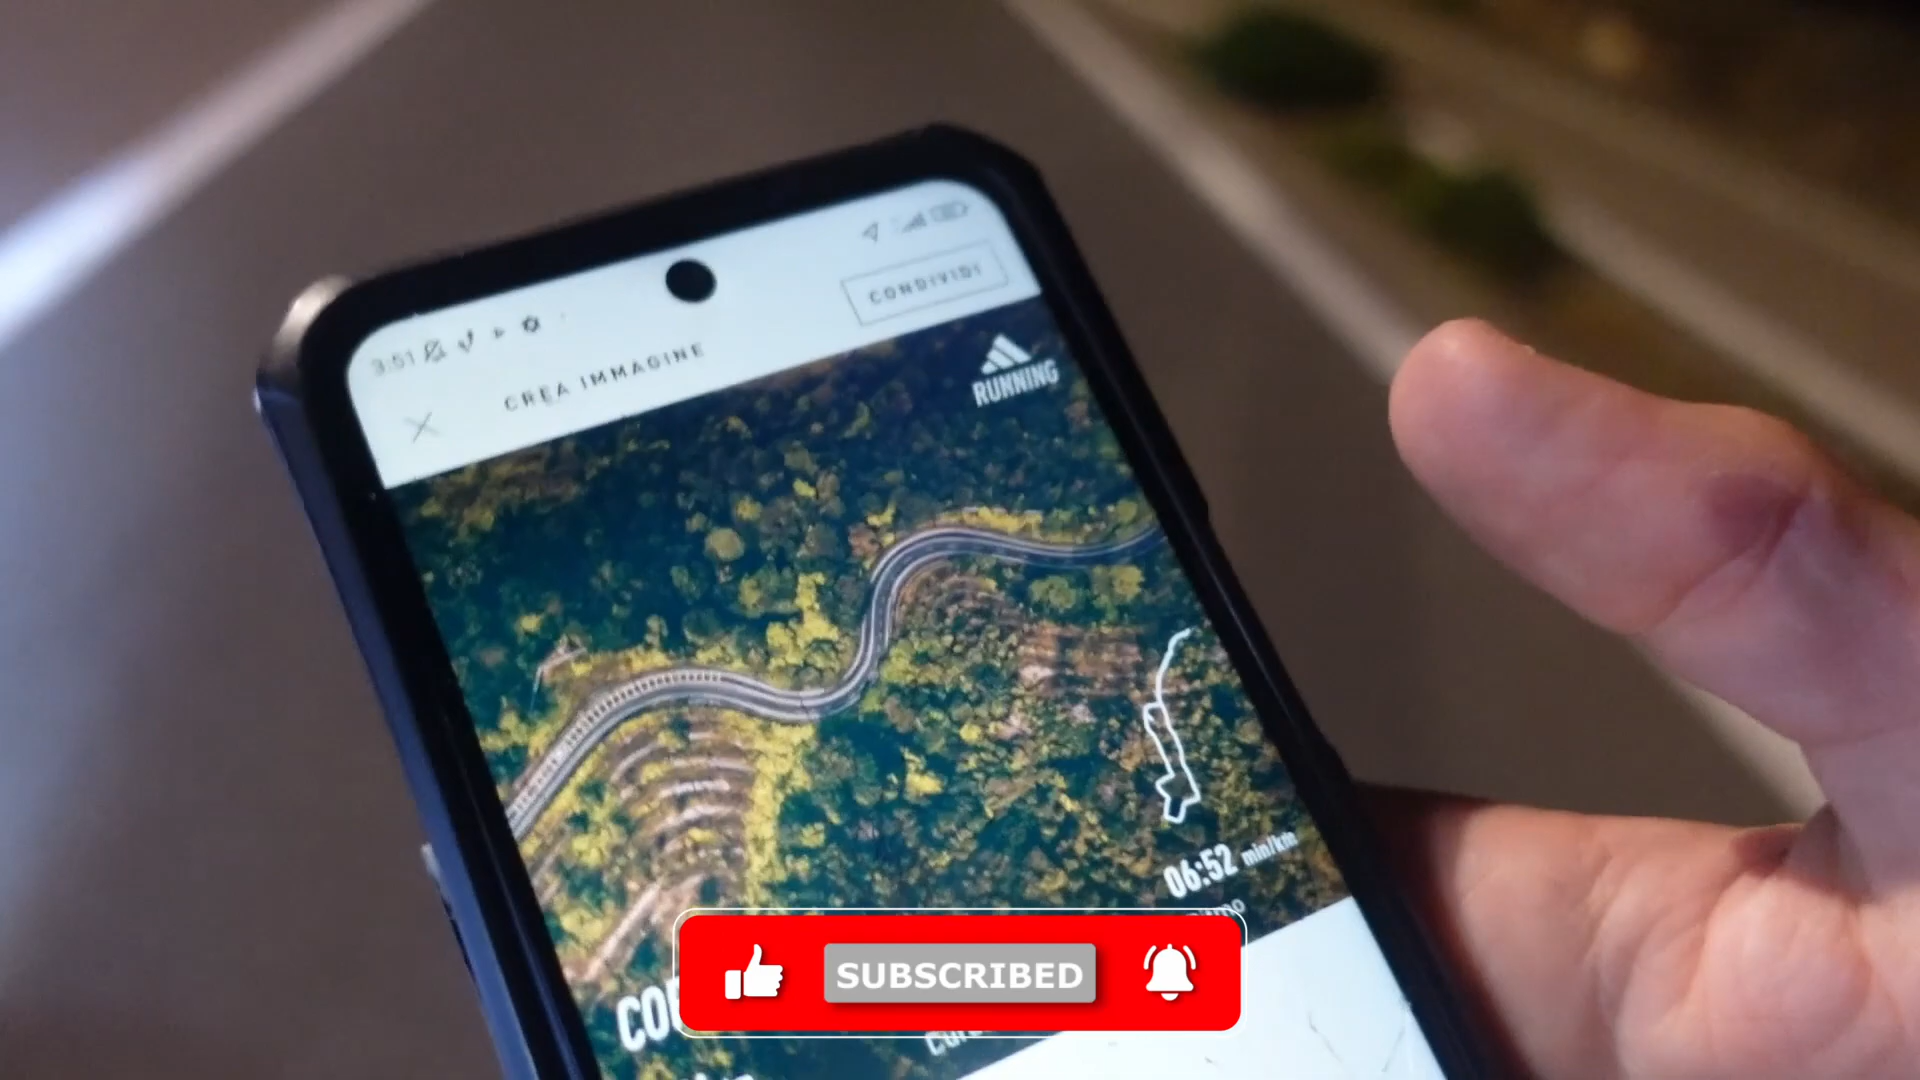 3:51
CONDIVIDI
CREA IMMAGINE
RUNNING
06:52 min/km
SUBSCRIBED